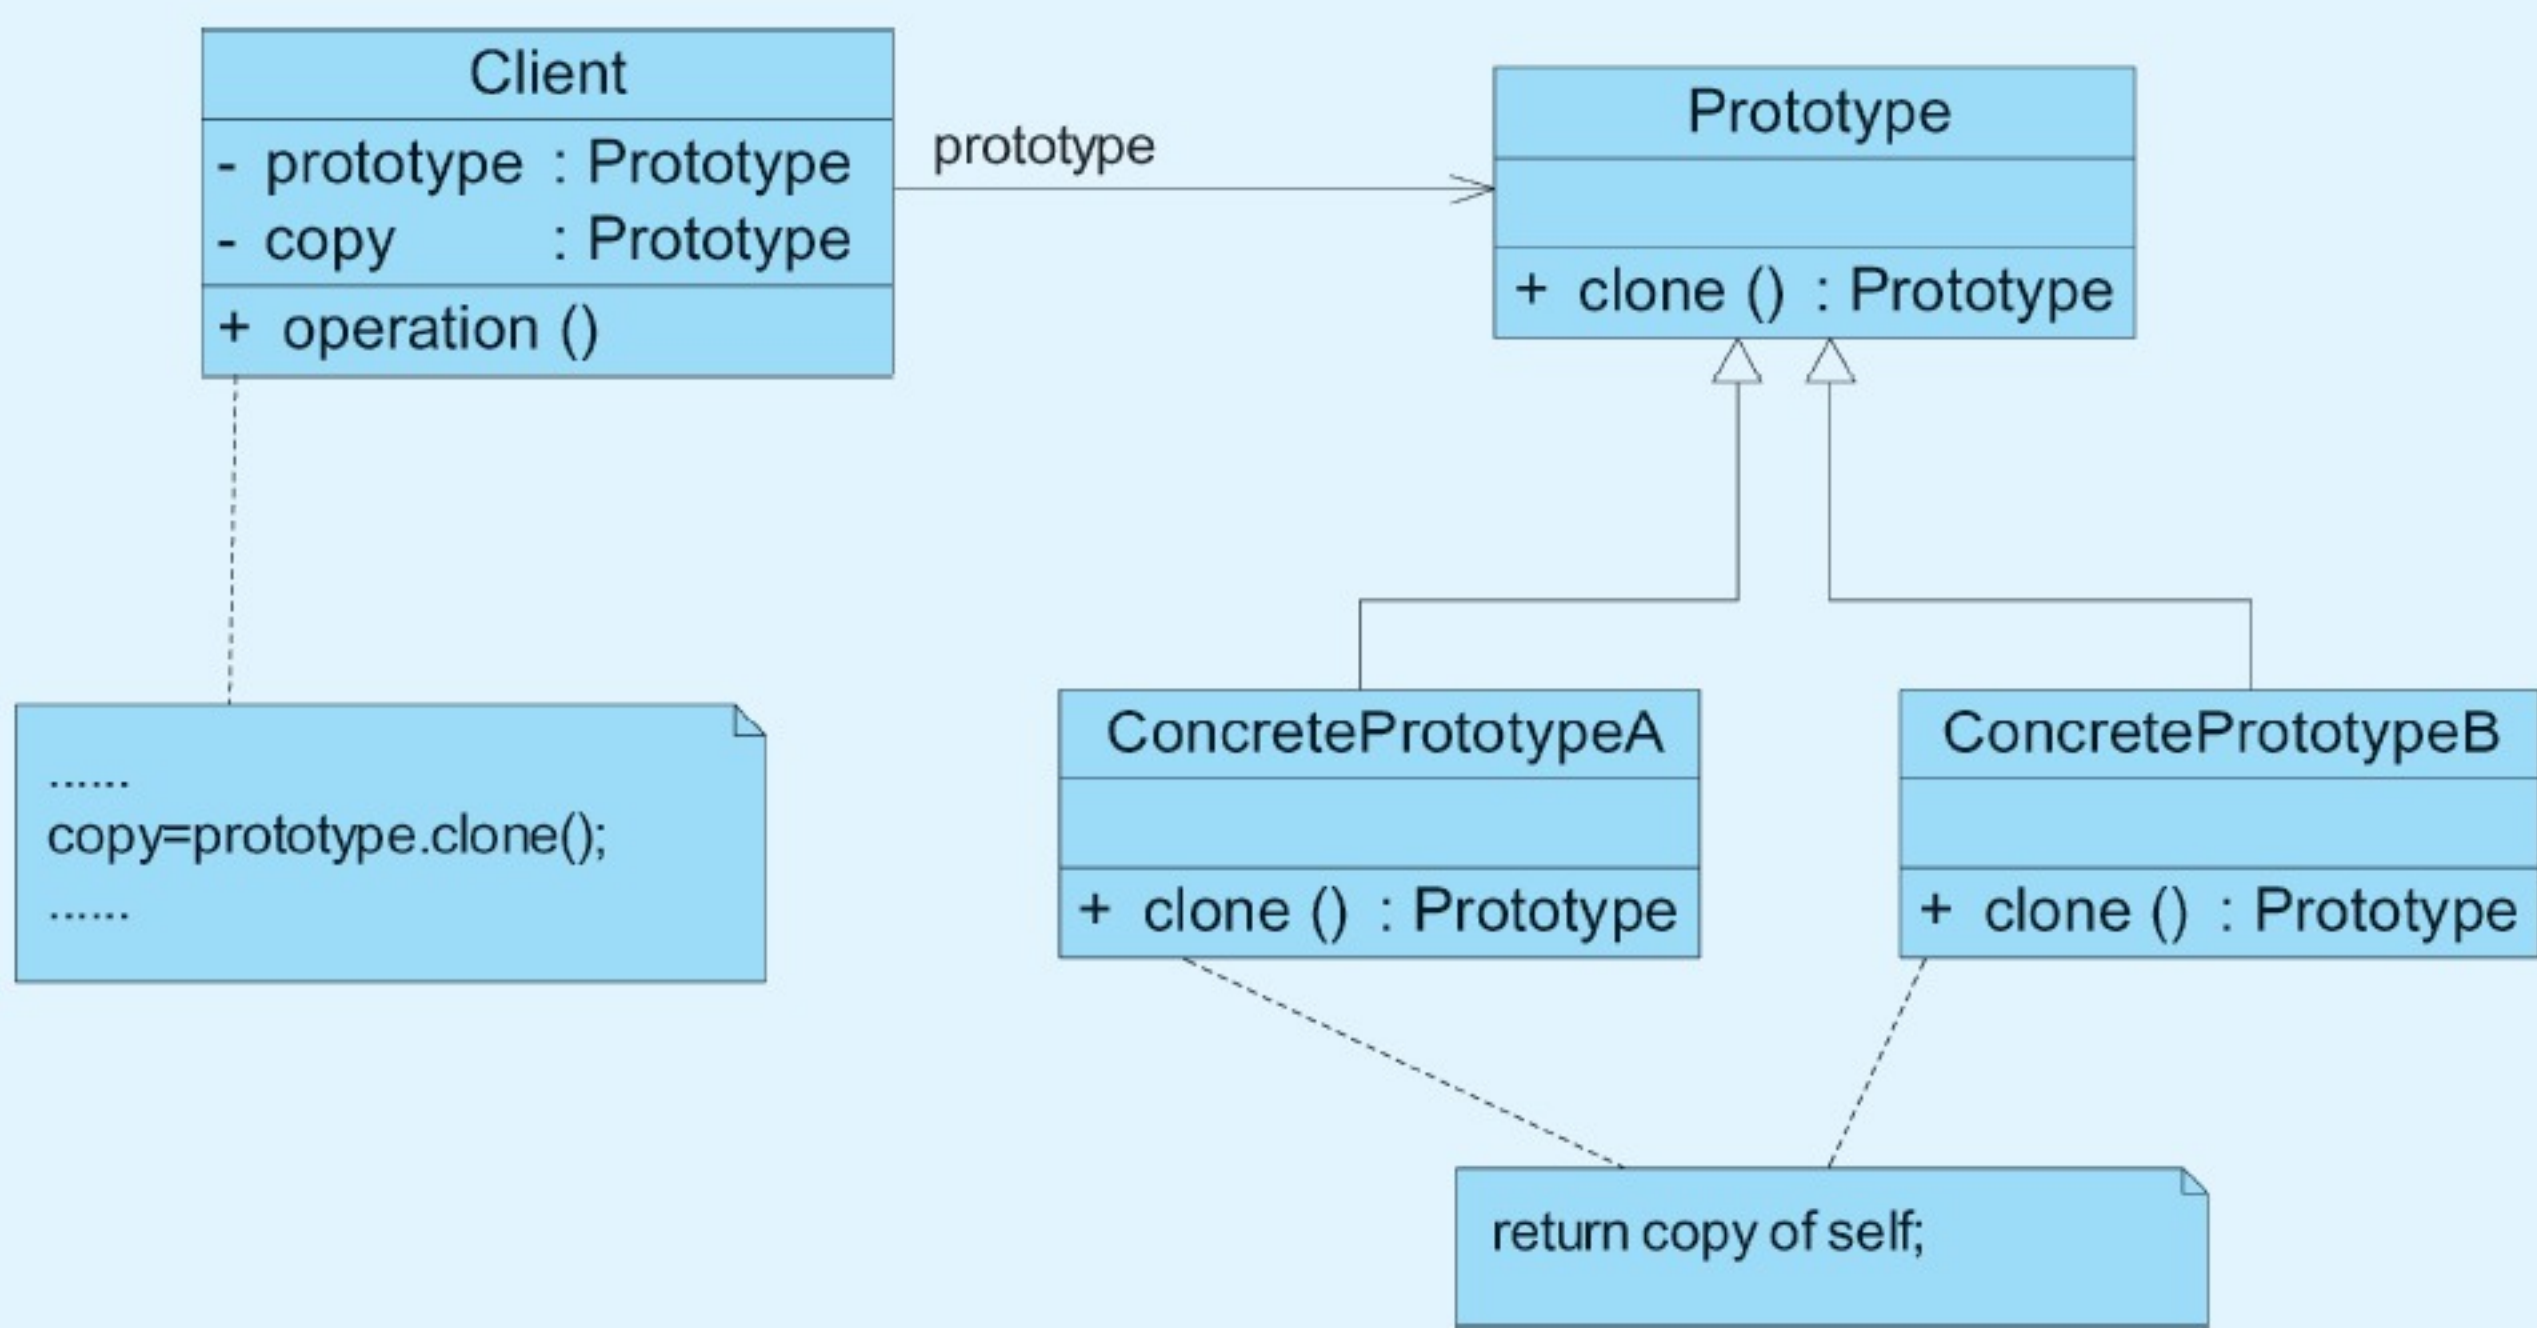 Client
- prototype : Prototype
- copy : Prototype
+ operation ()
prototype
Prototype
+ clone () : Prototype
......
copy=prototype.clone();
......
ConcretePrototypeA
+ clone () : Prototype
ConcretePrototypeB
+ clone () : Prototype
return copy of self;